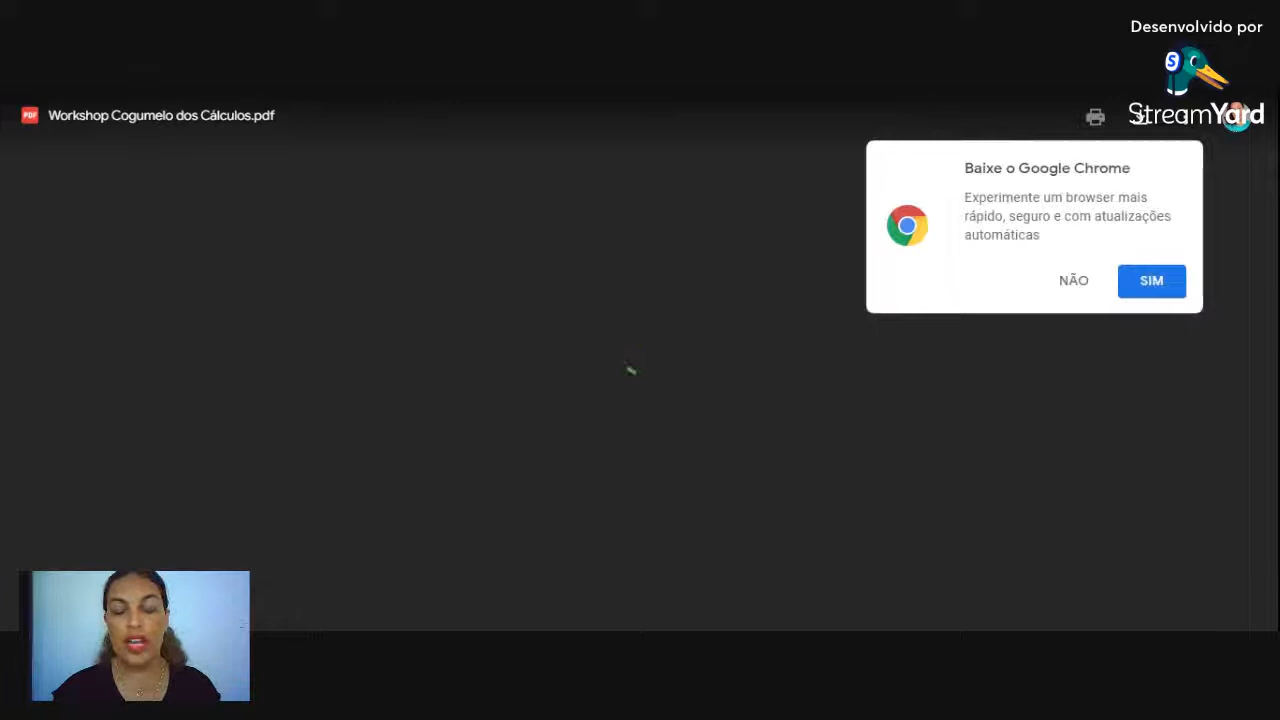 Desenvolvido por
StreamYard
PDF
Workshop Cogumelo dos Cálculos.pdf
Baixe o Google Chrome
Experimente um browser mais
rápido, seguro e com atualizações
automáticas
NÃO
SIM